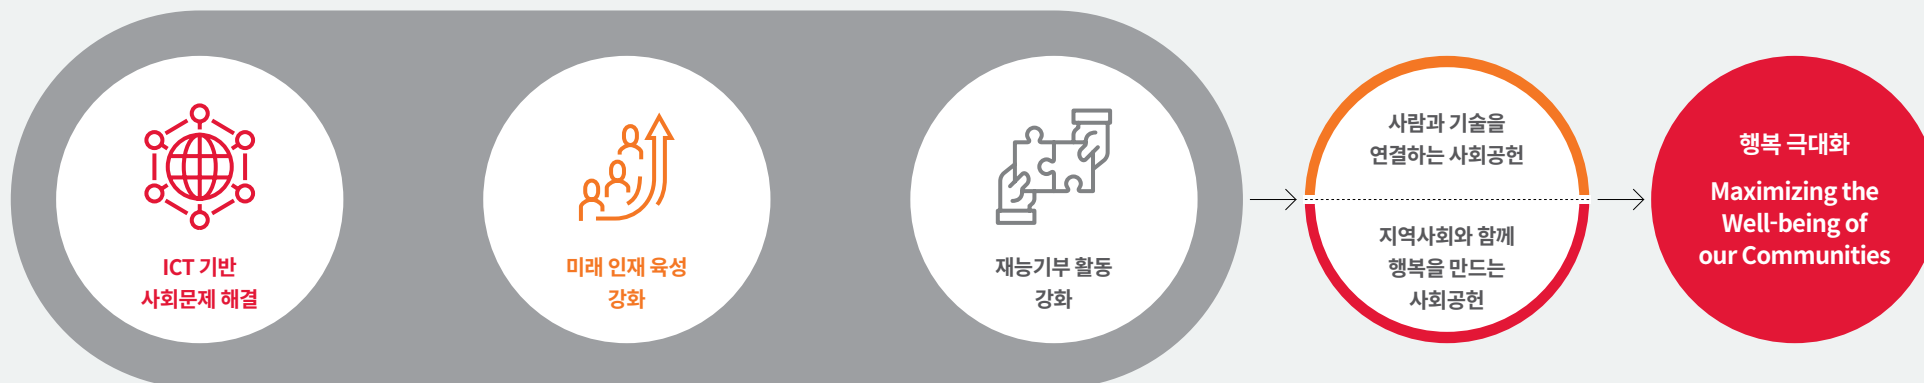 ICT 기반
사회문제 해결
미래 인재 육성
강화
재능기부 활동
강화
사람과 기술을
연결하는 사회공헌
지역사회와 함께
행복을 만드는
사회공헌
행복 극대화
Maximizing the
Well-being of
our Communities